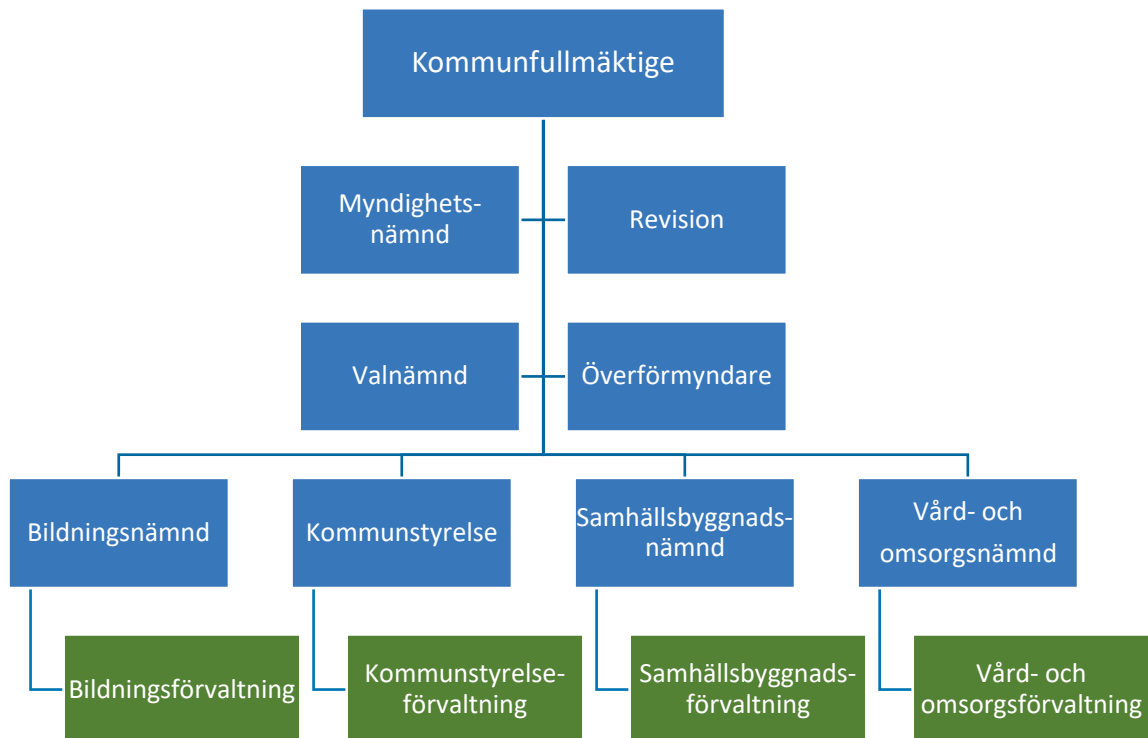 Kommunfullmäktige
Myndighets-
nämnd
Revision
Valnämnd
Överförmyndare
Bildningsnämnd
Kommunstyrelse
Samhällsbyggnads-
nämnd
Vård- och
omsorgsnämnd
Bildningsförvaltning
Kommunstyrelse-
förvaltning
Samhällsbyggnads-
förvaltning
Vård- och
omsorgsförvaltning